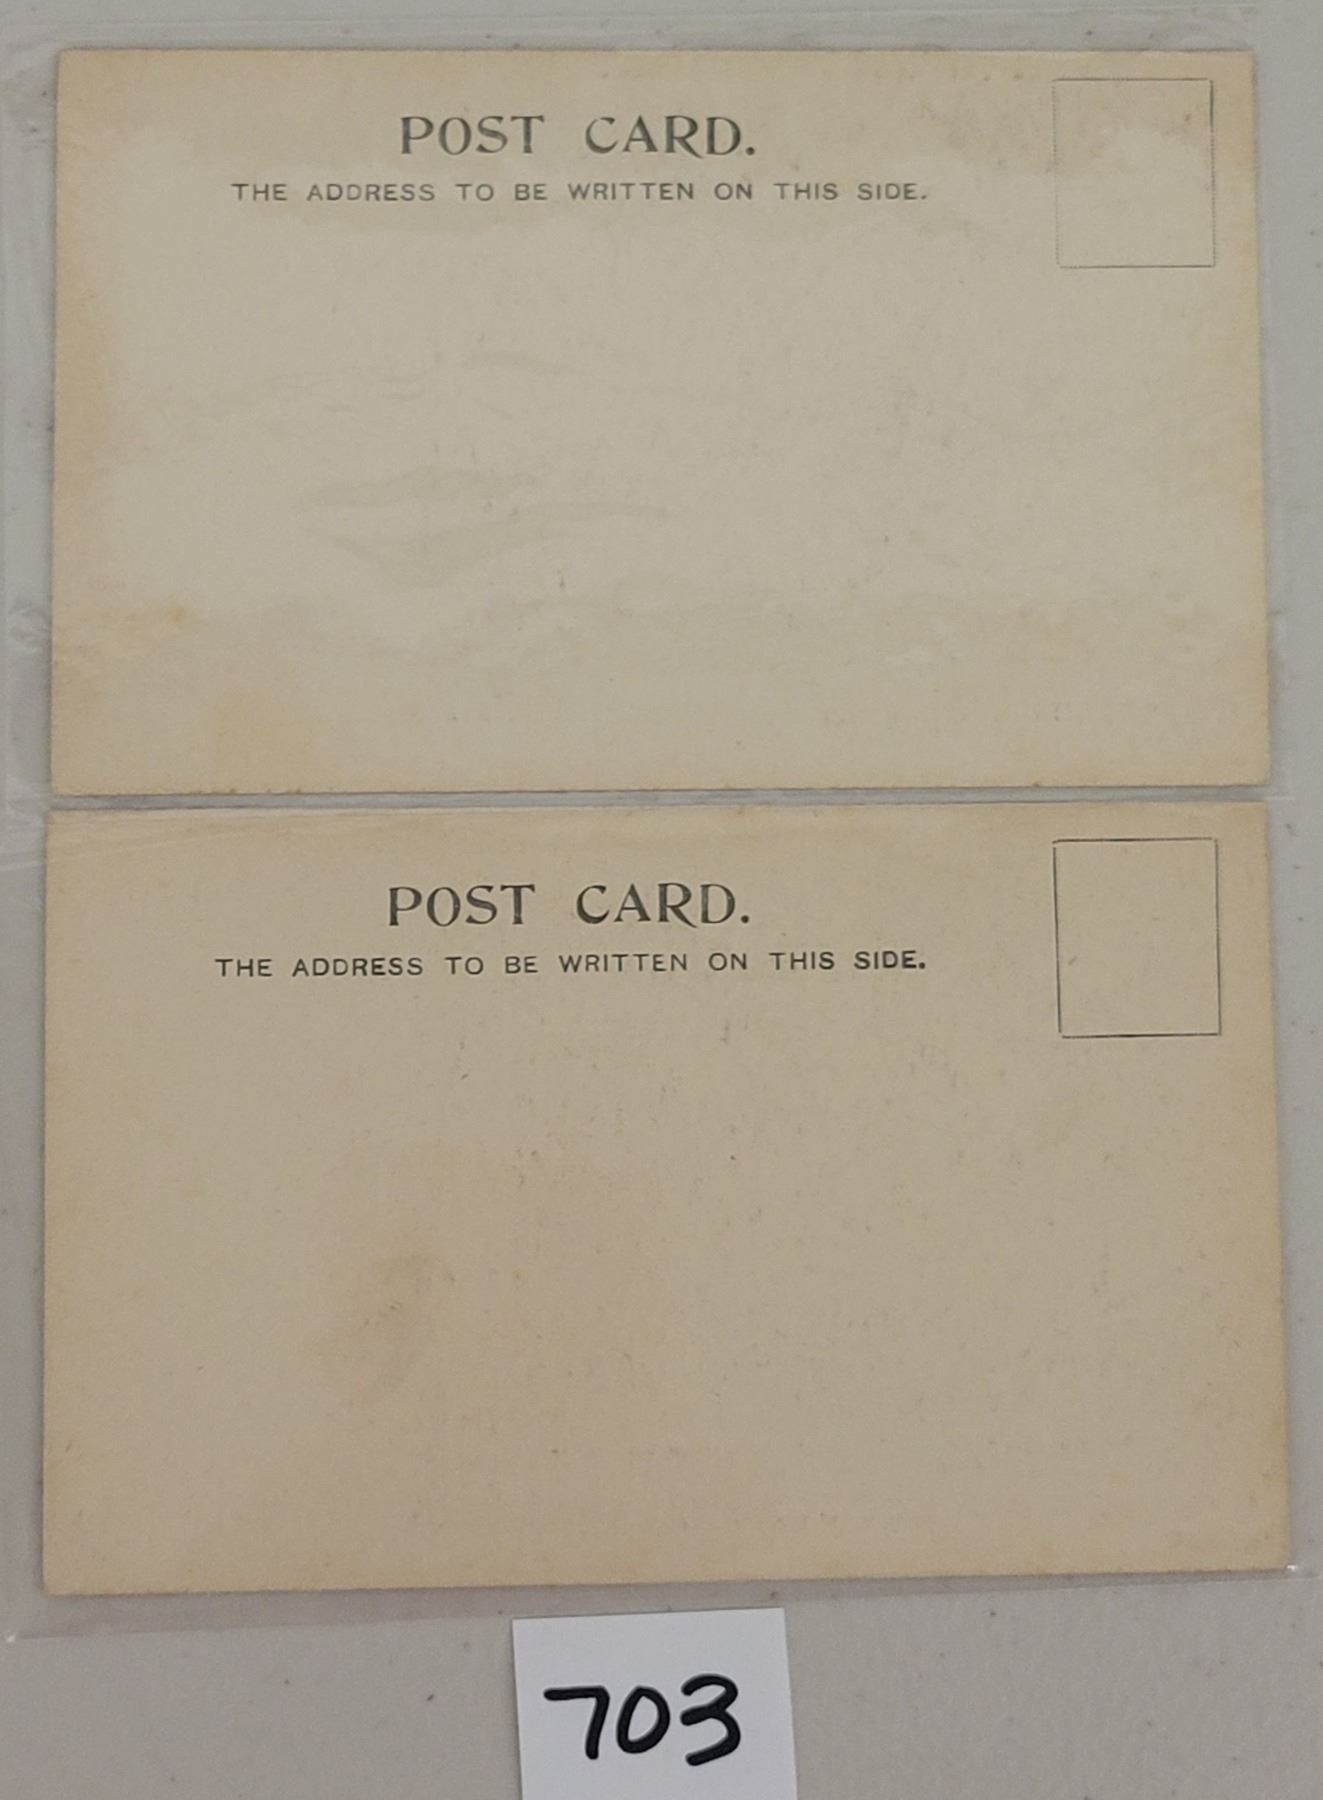 POST CARD.
THE ADDRESS TO BE WRITTEN ON THIS SIDE.
POST CARD.
THE ADDRESS TO BE WRITTEN ON THIS SIDE.
703